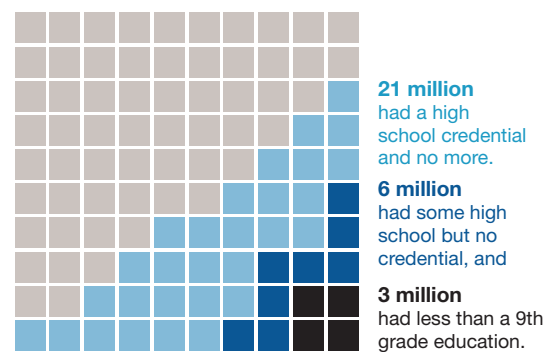 21 million
had a high
school credential
and no more.
6 million
had some high
school but no
credential, and
3 million
had less than a 9th
grade education.